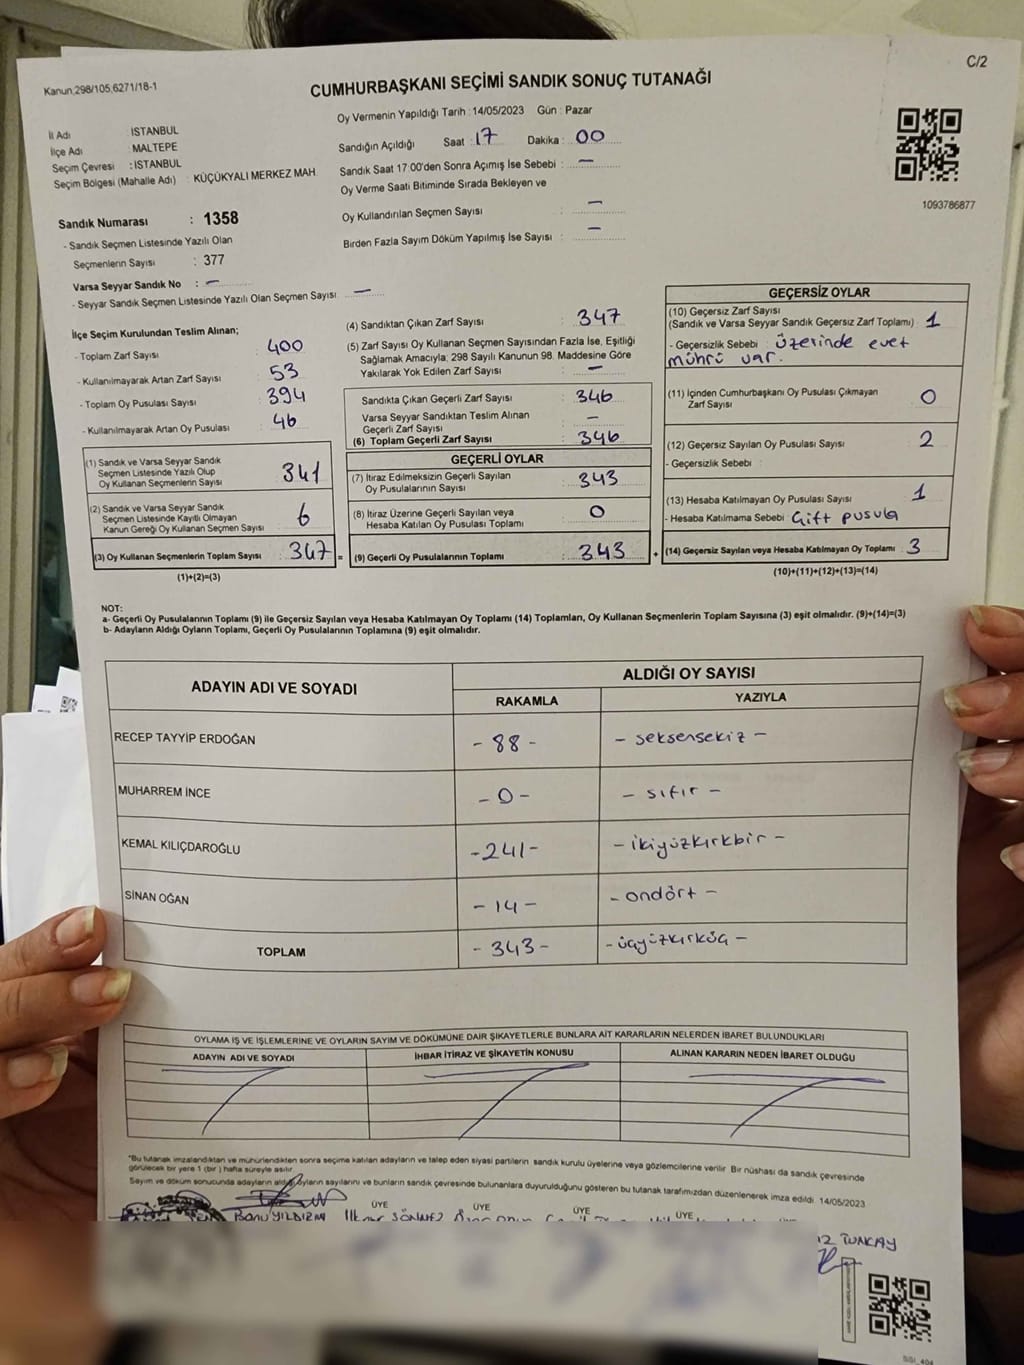 C/2
Kanun,298/105,6271/18-1
CUMHURBAŞKANI SEÇİMİ SANDIK SONUÇ TUTANAĞI
Oy Vermenin Yapıldığı Tarih : 14/05/2023 Gün : Pazar
İl Adı : İSTANBUL
İlçe Adı : MALTEPE
Seçim Çevresi : İSTANBUL
Seçim Bölgesi (Mahalle Adı) : KÜÇÜKYALI MERKEZ MAH.
Sandığın Açıldığı Saat : 17 Dakika : 00
Sandık Saat 17:00'den Sonra Açımış İse Sebebi : –
Oy Verme Saati Bitiminde Sırada Bekleyen ve
Oy Kullandırılan Seçmen Sayısı : –
Birden Fazla Sayım Döküm Yapılmış İse Sayısı : –
1093786877
Sandık Numarası : 1358
- Sandık Seçmen Listesinde Yazılı Olan
Seçmenlerin Sayısı : 377
Varsa Seyyar Sandık No : –
- Seyyar Sandık Seçmen Listesinde Yazılı Olan Seçmen Sayısı : –
İlçe Seçim Kurulundan Teslim Alınan;
- Toplam Zarf Sayısı : 400
- Kullanılmayarak Artan Zarf Sayısı : 53
- Toplam Oy Pusulası Sayısı : 394
- Kullanılmayarak Artan Oy Pusulası : 46
(1) Sandık ve Varsa Seyyar Sandık
Seçmen Listesinde Yazılı Olup
Oy Kullanan Seçmenlerin Sayısı : 341
(2) Sandık ve Varsa Seyyar Sandık
Seçmen Listesinde Kayıtlı Olmayan
Kanun Gereği Oy Kullanan Seçmen Sayısı : 6
(3) Oy Kullanan Seçmenlerin Toplam Sayısı : 347 =
(1)+(2)=(3)
(4) Sandıktan Çıkan Zarf Sayısı : 347
(5) Zarf Sayısı Oy Kullanan Seçmen Sayısından Fazla İse, Eşitliği
Sağlamak Amacıyla; 298 Sayılı Kanunun 98. Maddesine Göre
Yakılarak Yok Edilen Zarf Sayısı : –
Sandıkta Çıkan Geçerli Zarf Sayısı : 346
Varsa Seyyar Sandıktan Teslim Alınan
Geçerli Zarf Sayısı : –
(6) Toplam Geçerli Zarf Sayısı : 346
GEÇERLİ OYLAR
(7) İtiraz Edilmeksizin Geçerli Sayılan
Oy Pusulalarının Sayısı : 343
(8) İtiraz Üzerine Geçerli Sayılan veya
Hesaba Katılan Oy Pusulası Toplamı : 0
(9) Geçerli Oy Pusulalarının Toplamı : 343 +
GEÇERSİZ OYLAR
(10) Geçersiz Zarf Sayısı
(Sandık ve Varsa Seyyar Sandık Geçersiz Zarf Toplamı) : 1
- Geçersizlik Sebebi : üzerinde evet
mührü var.
(11) İçinden Cumhurbaşkanı Oy Pusulası Çıkmayan
Zarf Sayısı : 0
(12) Geçersiz Sayılan Oy Pusulası Sayısı : 2
- Geçersizlik Sebebi :
(13) Hesaba Katılmayan Oy Pusulası Sayısı : 1
- Hesaba Katılmama Sebebi : Çift pusula
(14) Geçersiz Sayılan veya Hesaba Katılmayan Oy Toplamı : 3
(10)+(11)+(12)+(13)=(14)
NOT:
a- Geçerli Oy Pusulalarının Toplamı (9) ile Geçersiz Sayılan veya Hesaba Katılmayan Oy Toplamı (14) Toplamları, Oy Kullanan Seçmenlerin Toplam Sayısına (3) eşit olmalıdır. (9)+(14)=(3)
b- Adayların Aldığı Oyların Toplamı, Geçerli Oy Pusulalarının Toplamına (9) eşit olmalıdır.
ADAYIN ADI VE SOYADI ALDIĞI OY SAYISI
RAKAMLA YAZIYLA
RECEP TAYYİP ERDOĞAN - 88 - - seksensekiz -
MUHARREM İNCE - 0 - - sıfır -
KEMAL KILIÇDAROĞLU - 241 - - ikiyüzkırkbir -
SİNAN OĞAN - 14 - - ondört -
TOPLAM - 343 - - üçyüzkırküç -
OYLAMA İŞ VE İŞLEMLERİNE VE OYLARIN SAYIM VE DÖKÜMÜNE DAİR ŞİKAYETLERLE BUNLARA AİT KARARLARIN NELERDEN İBARET BULUNDUKLARI
ADAYIN ADI VE SOYADI İHBAR İTİRAZ VE ŞİKAYETİN KONUSU ALINAN KARARIN NEDEN İBARET OLDUĞU
*Bu tutanak imzalandıktan ve mühürlendikten sonra seçime katılan adayların ve talep eden siyasi partilerin sandık kurulu üyelerine veya gözlemcilerine verilir. Bir nüshası da sandık çevresinde
görülecek bir yere 1 (bir) hafta süreyle asılır.
Sayım ve döküm sonucunda adayların aldığı oyların sayılarını ve bunların sandık çevresinde bulunanlara duyurulduğunu gösteren bu tutanak tarafımızdan düzenlenerek imza edildi. 14/05/2023
ÜYE ÜYE ÜYE ÜYE
Banu YILDIRIM İlknur SÖNMEZ
TUNCAY